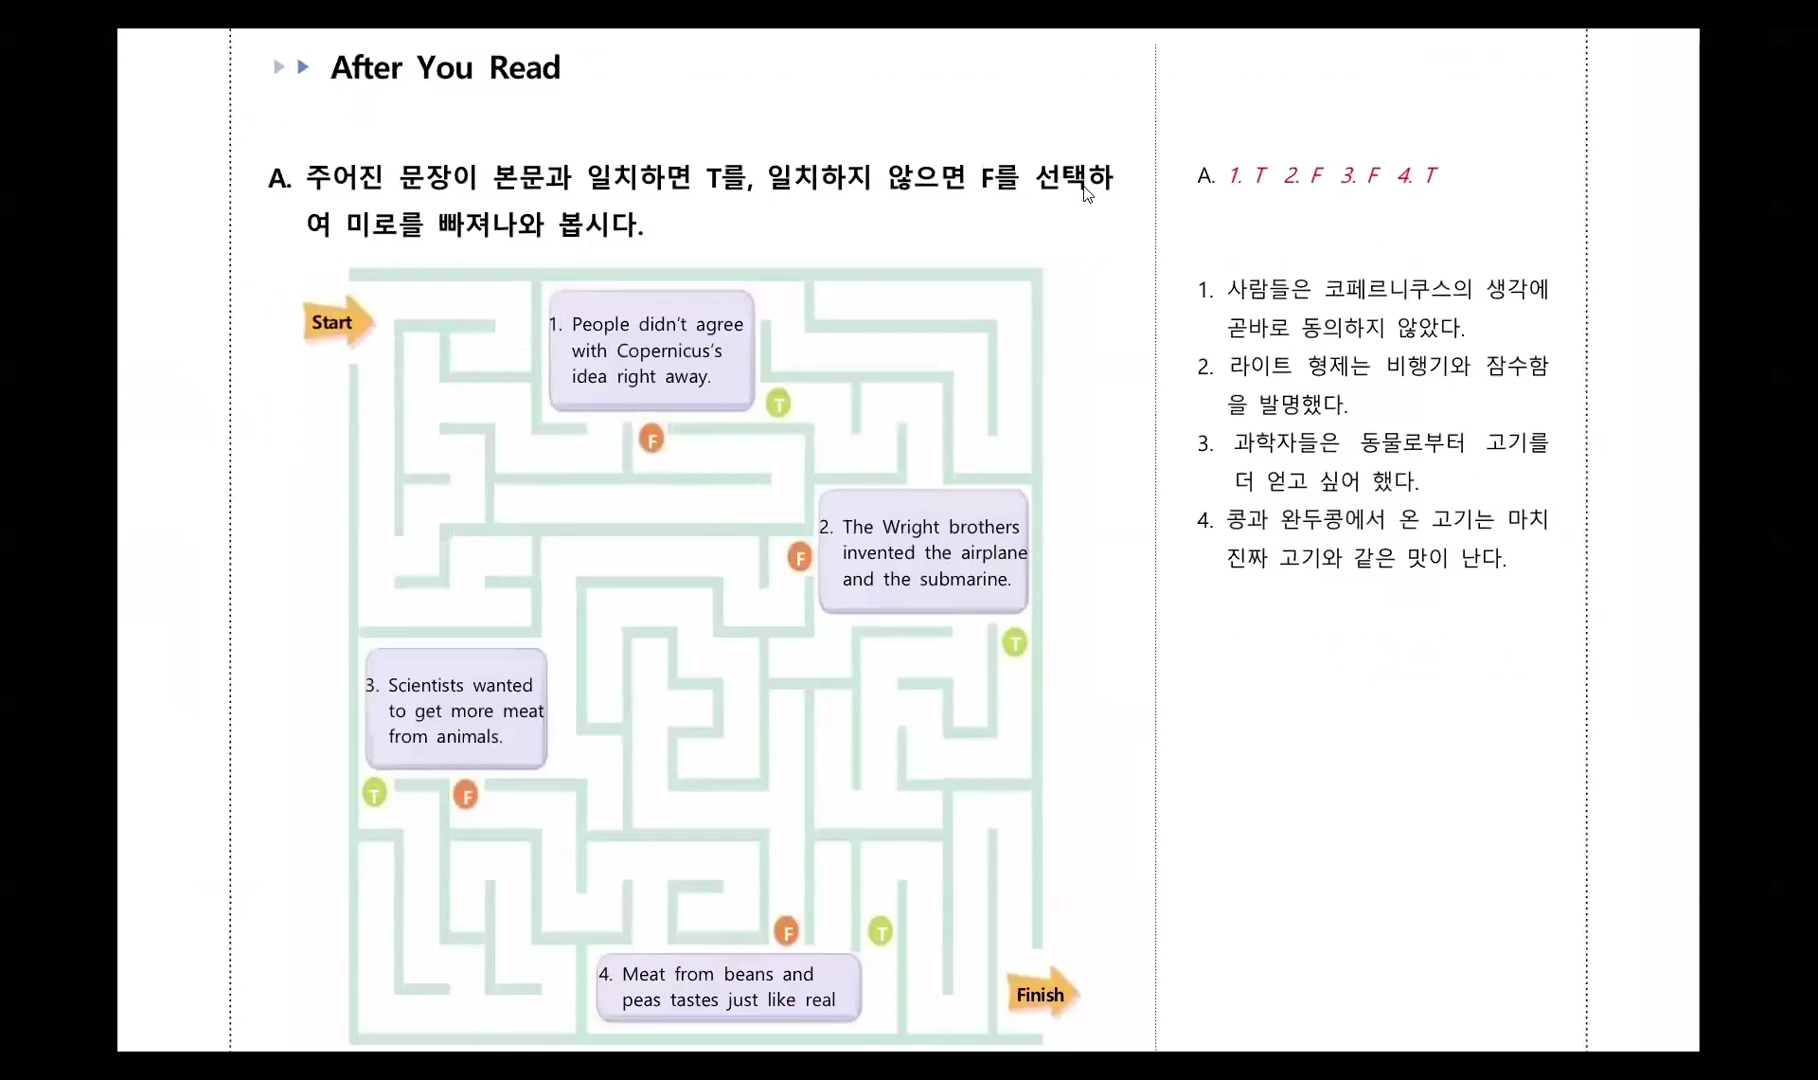 After You Read
A. 주어진 문장이 본문과 일치하면 T를, 일치하지 않으면 F를 선택하
여 미로를 빠져나와 봅시다.
Start
1. People didn't agree
with Copernicus's
idea right away.
T
F
2. The Wright brothers
invented the airplane
and the submarine.
F
T
3. Scientists wanted
to get more meat
from animals.
T
F
F
T
4. Meat from beans and
peas tastes just like real
Finish
A. 1. T 2. F 3. F 4. T
1. 사람들은 코페르니쿠스의 생각에
곧바로 동의하지 않았다.
2. 라이트 형제는 비행기와 잠수함
을 발명했다.
3. 과학자들은 동물로부터 고기를
더 얻고 싶어 했다.
4. 콩과 완두콩에서 온 고기는 마치
진짜 고기와 같은 맛이 난다.